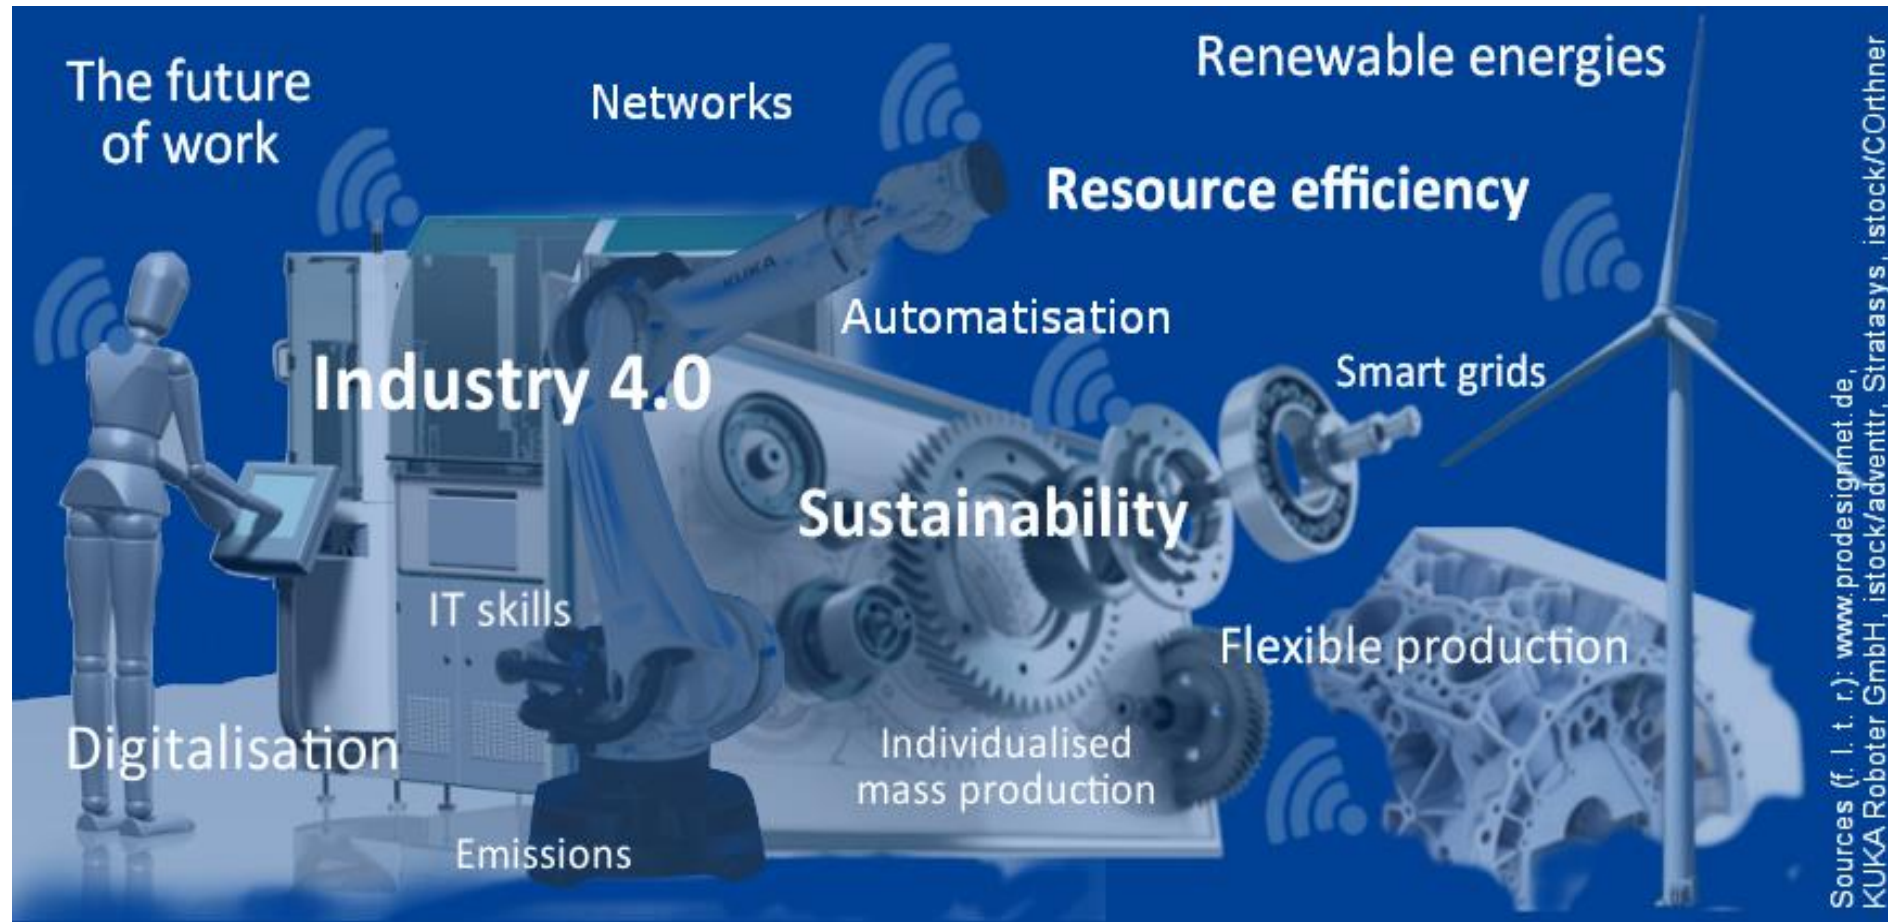 The future
of work
Networks
Renewable energies
Resource efficiency
KUKA
Automatisation
Industry 4.0
Smart grids
Sustainability
IT skills
Flexible production
Digitalisation
Individualised
mass production
Emissions
Sources (f. l. t. r.): www.prodesignnet.de,
KUKA Roboter GmbH, istock/adventtr, Stratasys, istock/COrthner